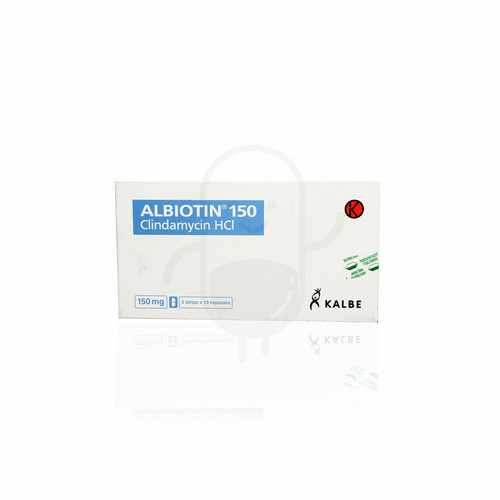 ALBIOTIN® 150
Clindamycin HCl
K
150 mg
3 strips x 10 capsules
KALBE